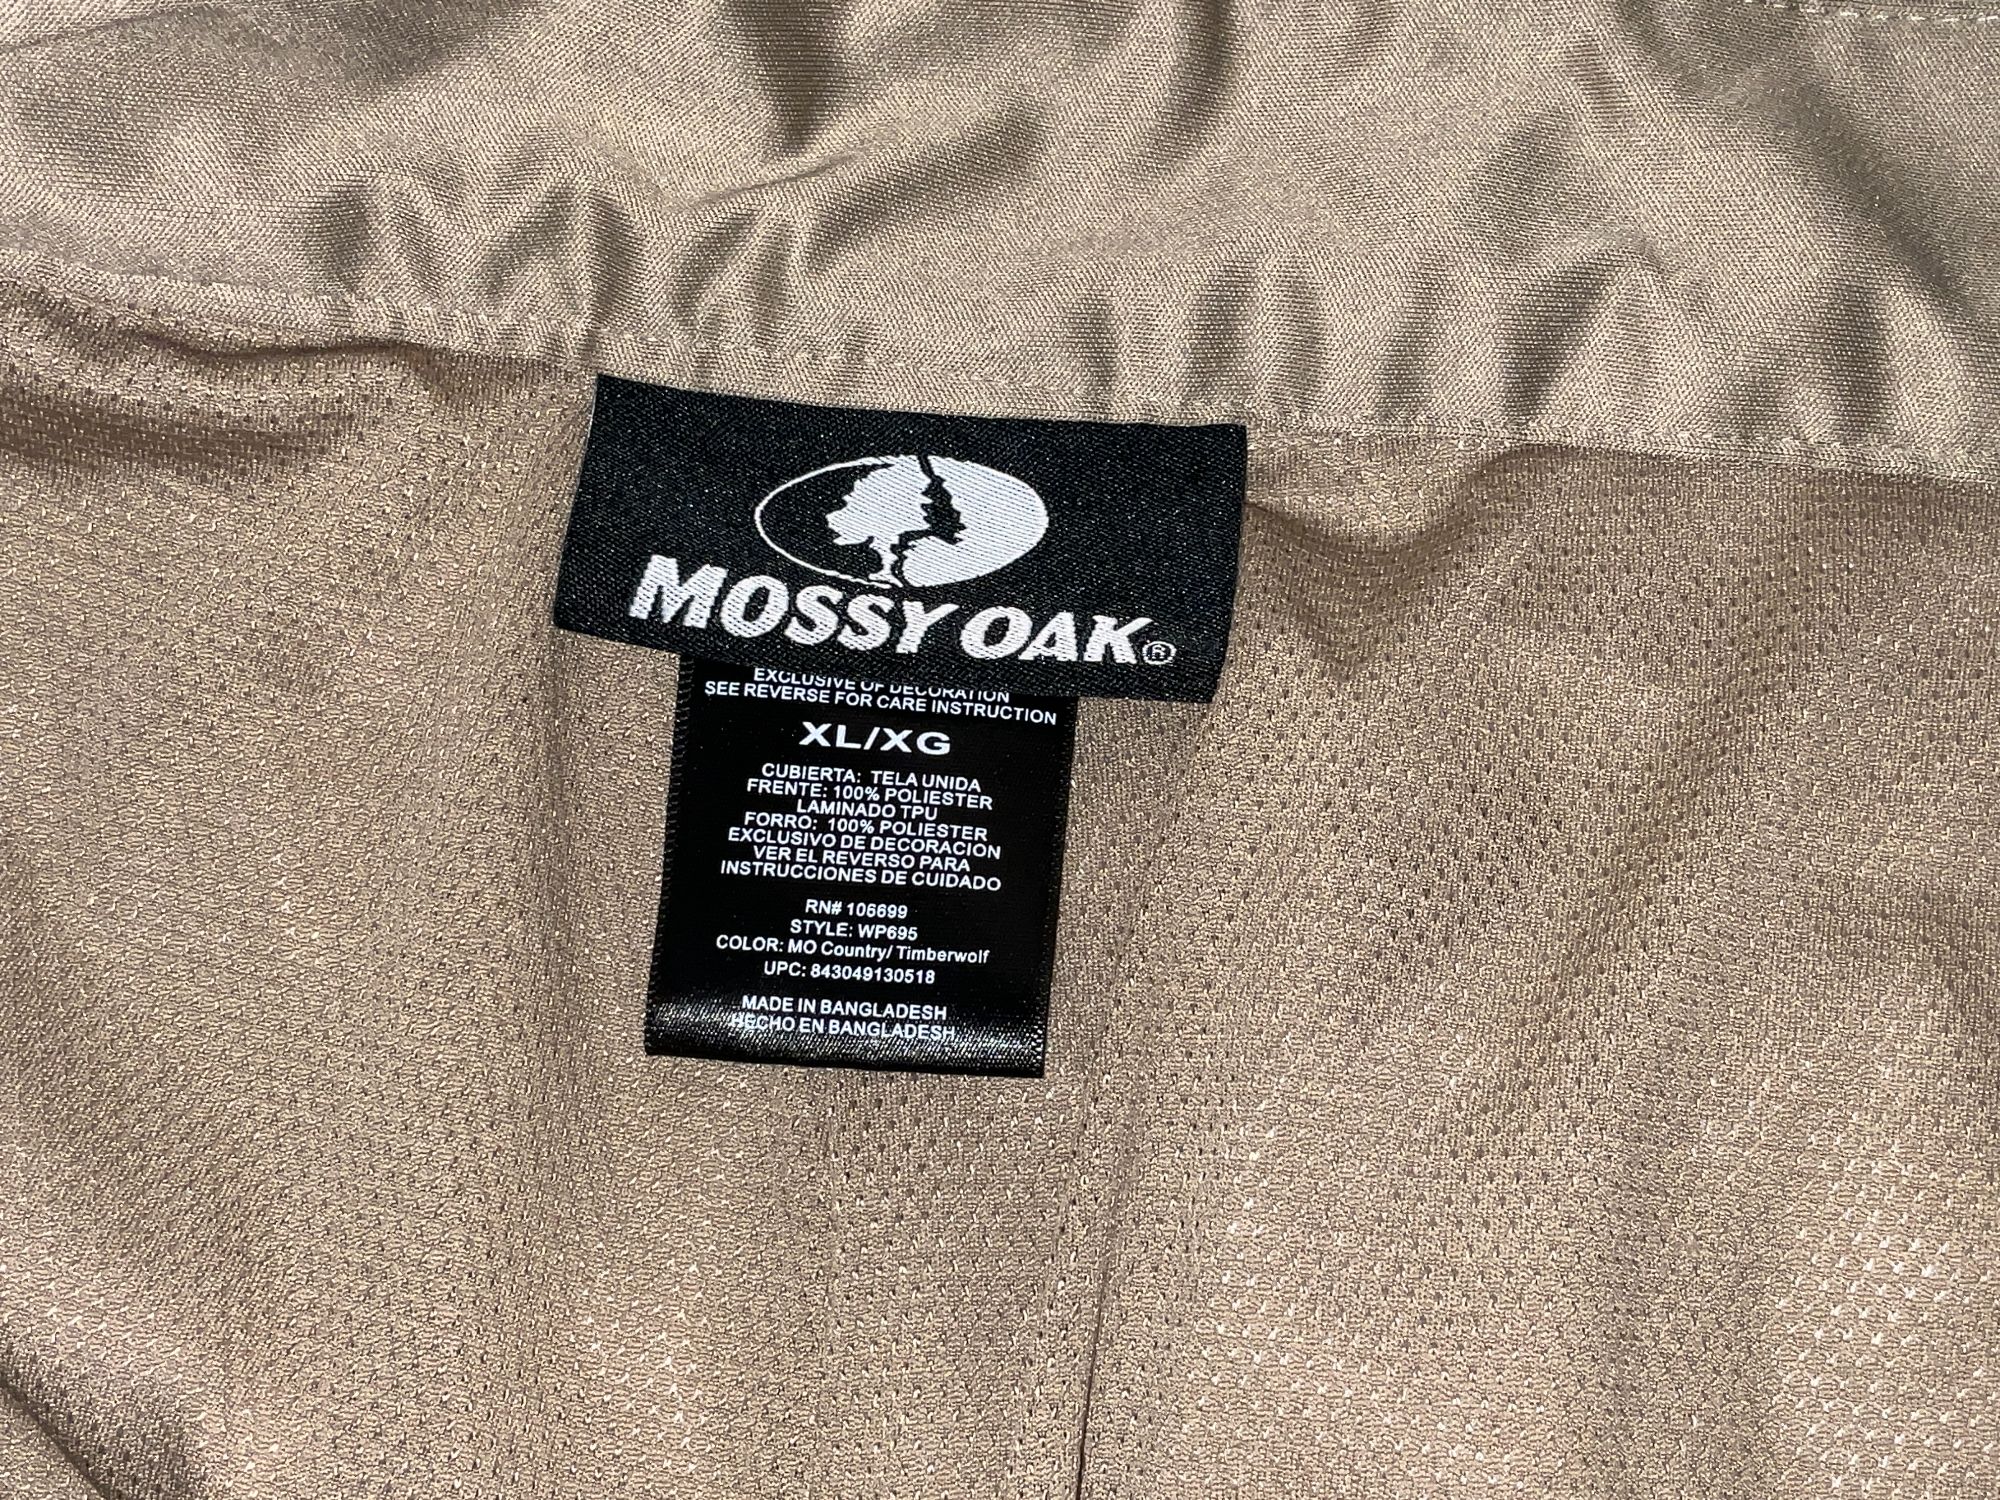 MOSSY OAK®
EXCLUSIVE OF DECORATION
SEE REVERSE FOR CARE INSTRUCTION
XL/XG
CUBIERTA: TELA UNIDA
FRENTE: 100% POLIESTER
LAMINADO TPU
FORRO: 100% POLIESTER
EXCLUSIVO DE DECORACIÓN
VER EL REVERSO PARA
INSTRUCCIONES DE CUIDADO
RN# 106699
STYLE: WP695
COLOR: MO Country/ Timberwolf
UPC: 843049130518
MADE IN BANGLADESH
HECHO EN BANGLADESH